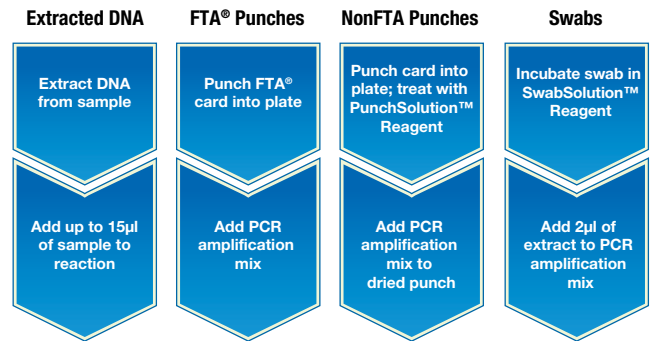 Extracted DNA
Extract DNA
from sample
Add up to 15µl
of sample to
reaction
FTA® Punches
Punch FTA®
card into plate
Add PCR
amplification
mix
NonFTA Punches
Punch card into
plate; treat with
PunchSolution™
Reagent
Add PCR
amplification
mix to
dried punch
Swabs
Incubate swab in
SwabSolution™
Reagent
Add 2µl of
extract to PCR
amplification
mix